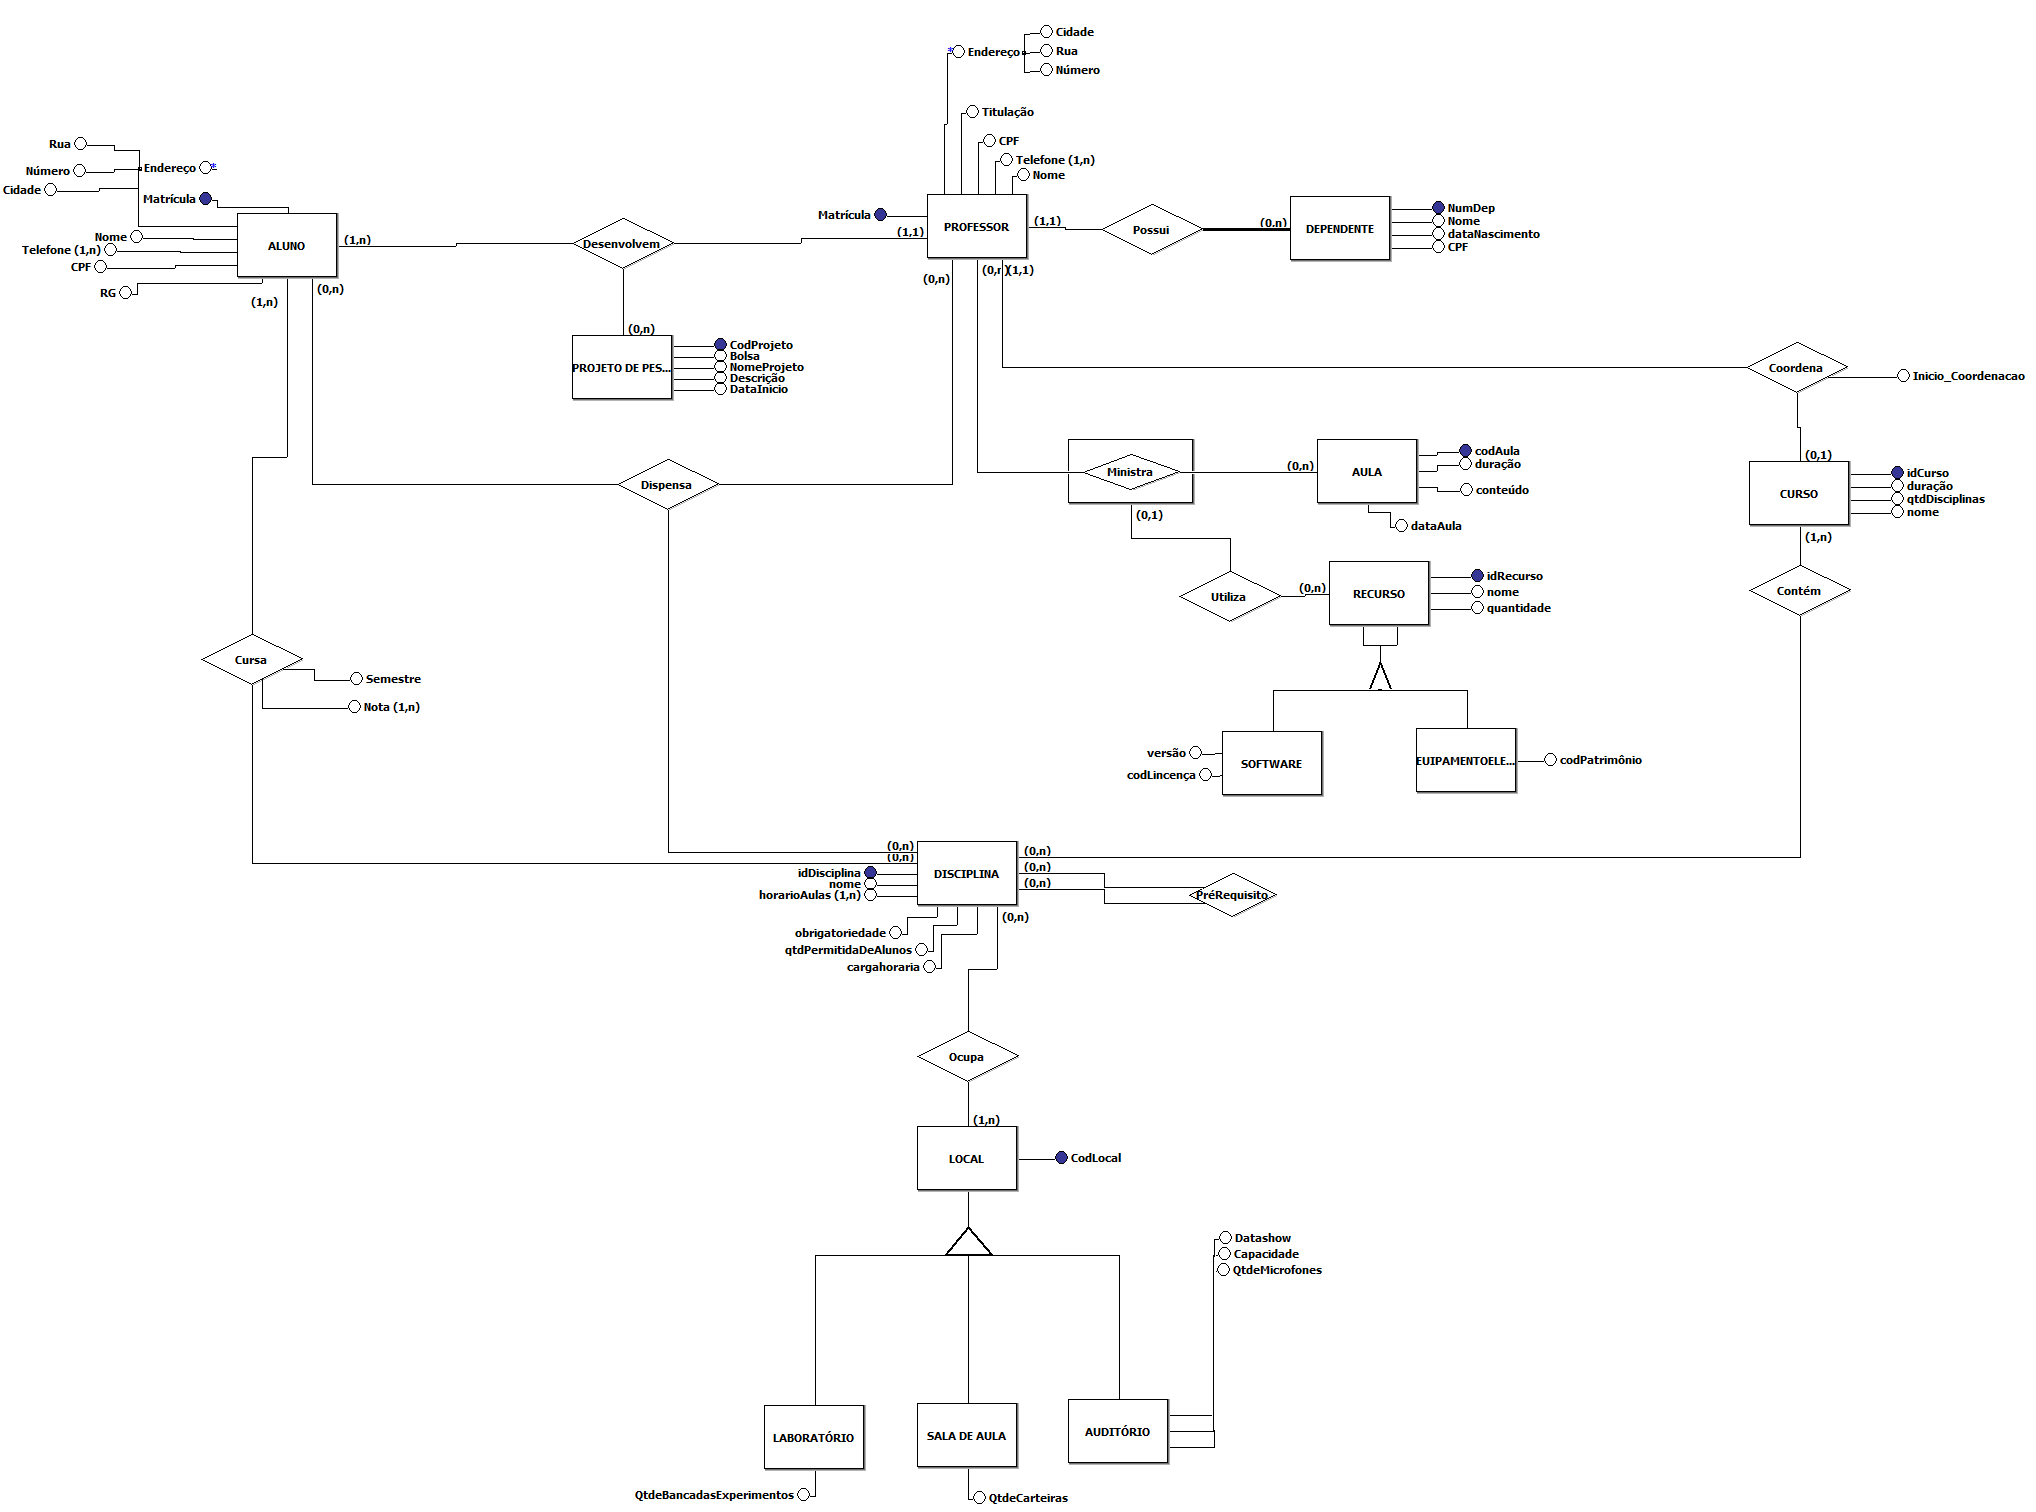 Cidade
* Endereço
Rua
Número
Titulação
CPF
Telefone (1,n)
Nome
Matrícula
PROFESSOR
(1,1)
(1,1)
(0,n)
(0,n)
(1,1)
Rua
Número
Cidade
Endereço *
Matrícula
Nome
Telefone (1,n)
CPF
RG
ALUNO
(1,n)
(1,n)
(0,n)
Desenvolvem
(0,n)
PROJETO DE PES...
CodProjeto
Bolsa
NomeProjeto
Descrição
DataInicio
Possui
(0,n)
DEPENDENTE
NumDep
Nome
dataNascimento
CPF
Coordena
Inicio_Coordenacao
(0,1)
CURSO
idCurso
duração
qtdDisciplinas
nome
(1,n)
Contém
Dispensa
Ministra
(0,1)
(0,n)
AULA
codAula
duração
conteúdo
dataAula
Utiliza
(0,n)
RECURSO
idRecurso
nome
quantidade
versão
codLincença
SOFTWARE
EUIPAMENTOELE...
codPatrimônio
Cursa
Semestre
Nota (1,n)
(0,n)
(0,n)
DISCIPLINA
(0,n)
(0,n)
(0,n)
(0,n)
PréRequisito
idDisciplina
nome
horarioAulas (1,n)
obrigatoriedade
qtdPermitidaDeAlunos
cargahoraria
Ocupa
(1,n)
LOCAL
CodLocal
Datashow
Capacidade
QtdeMicrofones
LABORATÓRIO
SALA DE AULA
AUDITÓRIO
QtdeBancadasExperimentos
QtdeCarteiras